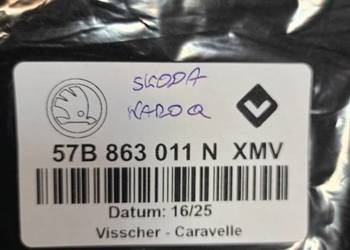 SKODA
KAROQ
57B 863 011 N XMV
Datum: 16/25
Visscher - Caravelle